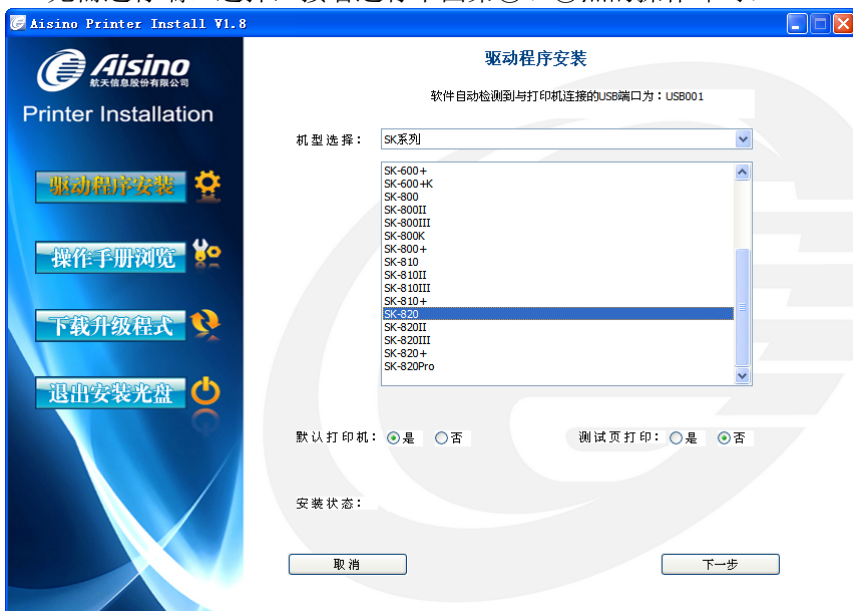 Aisino Printer Install V1.8
Aisino
航天信息股份有限公司
Printer Installation
驱动程序安装
操作手册浏览
下载升级程式
退出安装光盘
驱动程序安装
软件自动检测到与打印机连接的USB端口为：USB001
机型选择： SK系列
SK-600+
SK-600+K
SK-800
SK-800II
SK-800III
SK-800K
SK-800+
SK-810
SK-810II
SK-810III
SK-810+
SK-820
SK-820II
SK-820III
SK-820+
SK-820Pro
默认打印机： 是 否 测试页打印： 是 否
安装状态：
取消 下一步